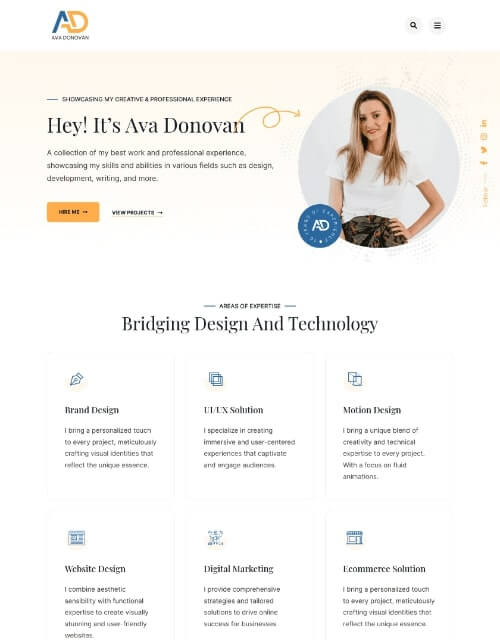 AD
AVA DONOVAN
SHOWCASING MY CREATIVE & PROFESSIONAL EXPERIENCE
Hey! It's Ava Donovan
A collection of my best work and professional experience,
showcasing my skills and abilities in various fields such as design,
development, writing, and more.
HIRE ME →
VIEW PROJECTS →
AD
AREAS OF EXPERTISE
Bridging Design And Technology
Brand Design
I bring a personalized touch
to every project, meticulously
crafting visual identities that
reflect the unique essence.
UI/UX Solution
I specialize in creating
immersive and user-centered
experiences that captivate
and engage audiences.
Motion Design
I bring a unique blend of
creativity and technical
expertise to every project.
With a focus on fluid
animations.
Website Design
I combine aesthetic
sensibility with functional
expertise to create visually
stunning and user-friendly
websites.
Digital Marketing
I provide comprehensive
strategies and tailored
solutions to drive online
success for businesses
Ecommerce Solution
I bring a personalized touch
to every project, meticulously
crafting visual identities that
reflect the unique essence.